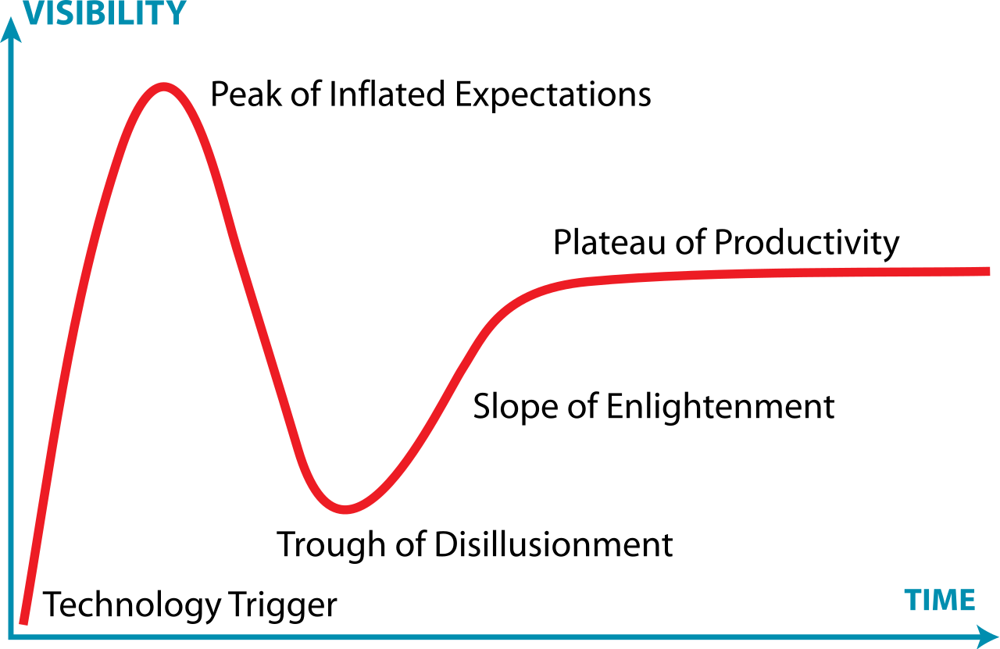 VISIBILITY
Peak of Inflated Expectations
Plateau of Productivity
Slope of Enlightenment
Trough of Disillusionment
Technology Trigger
TIME